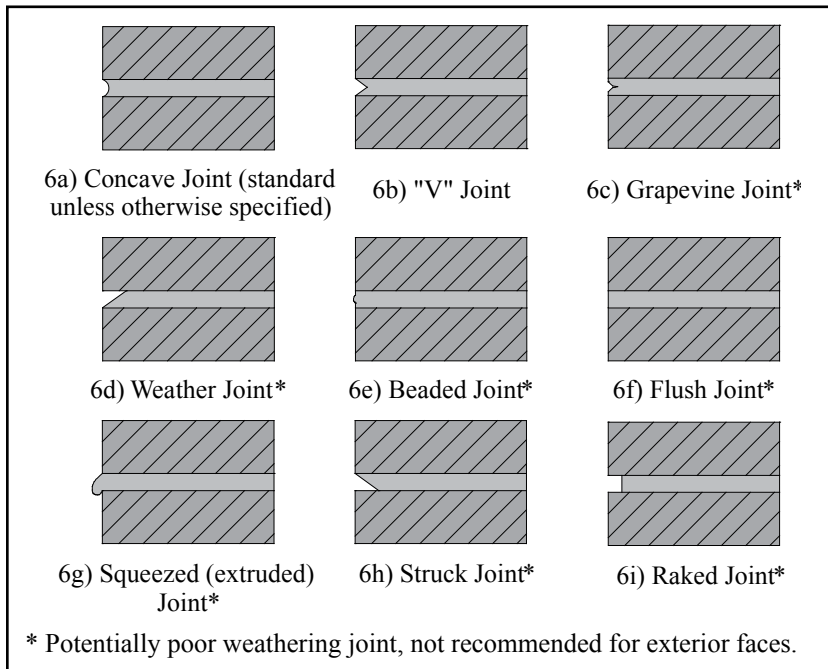 6a) Concave Joint (standard
unless otherwise specified)
6b) "V" Joint
6c) Grapevine Joint*
6d) Weather Joint*
6e) Beaded Joint*
6f) Flush Joint*
6g) Squeezed (extruded)
Joint*
6h) Struck Joint*
6i) Raked Joint*
* Potentially poor weathering joint, not recommended for exterior faces.